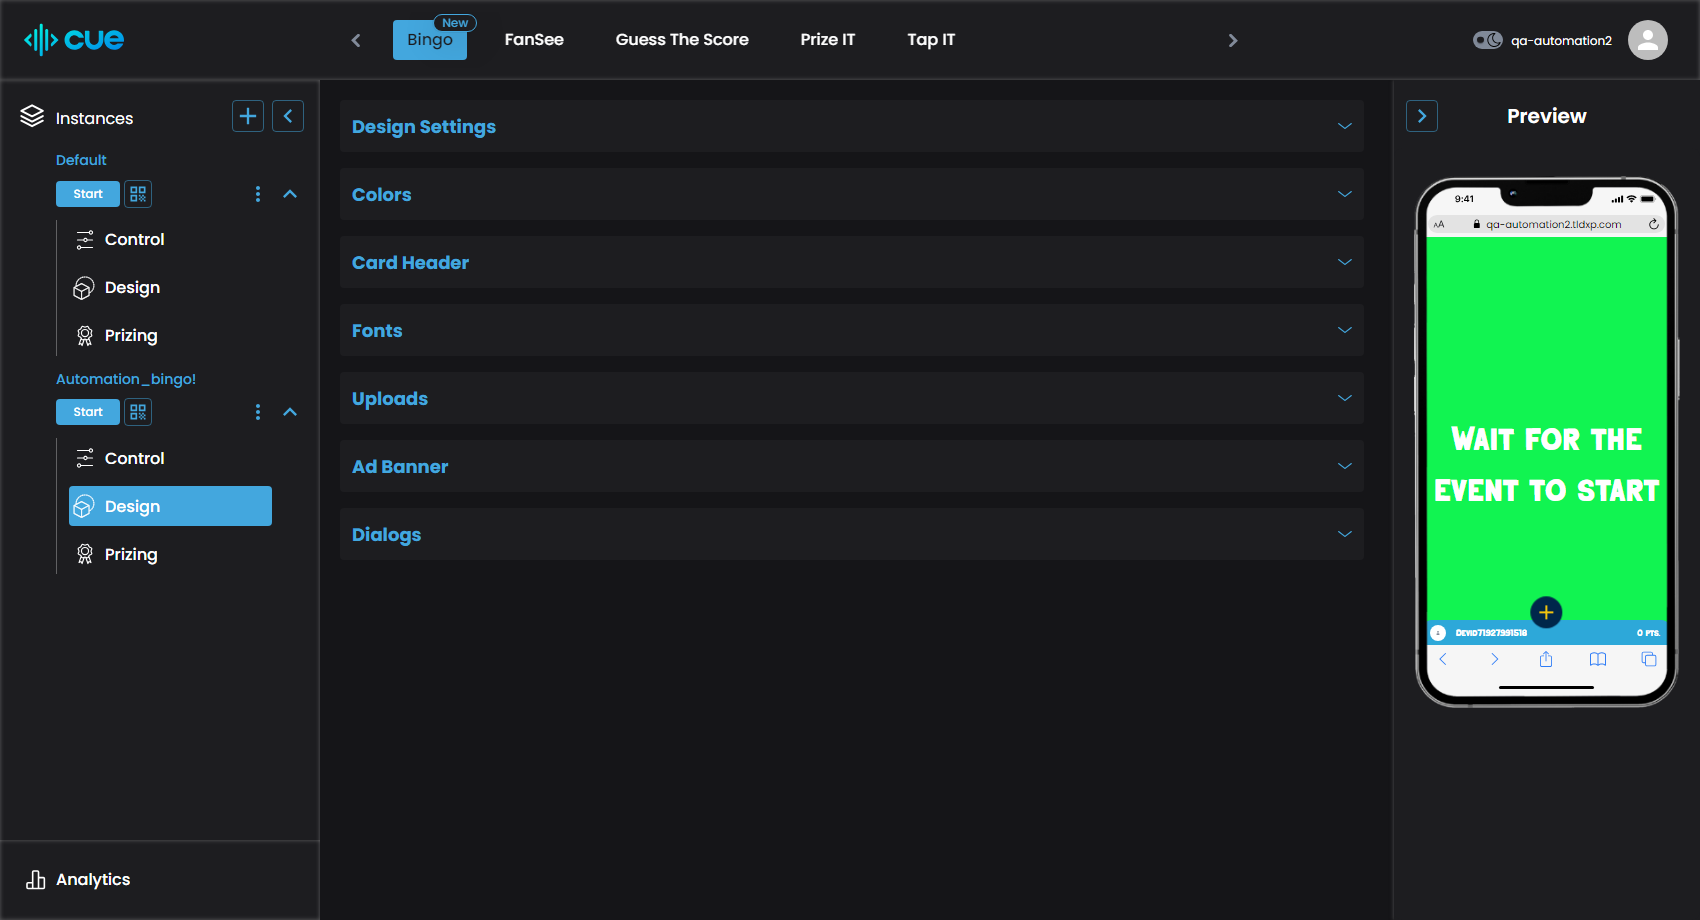 cue
Bingo
New
FanSee
Guess The Score
Prize IT
Tap IT
qa-automation2
Instances
Default
Start
Control
Design
Prizing
Automation_bingo!
Start
Control
Design
Prizing
Analytics
Design Settings
Colors
Card Header
Fonts
Uploads
Ad Banner
Dialogs
Preview
9:41
AA
qa-automation2.tldxp.com
WAIT FOR THE
EVENT TO START
DEVID71927991518
0 PTS.